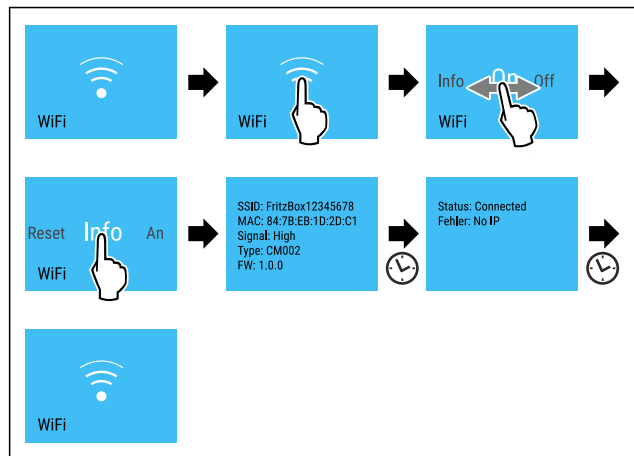 WiFi
WiFi
Info On Off
WiFi
Reset Info An
WiFi
SSID: FritzBox12345678
MAC: 84:7B:EB:1D:2D:C1
Signal: High
Type: CM002
FW: 1.0.0
Status: Connected
Fehler: No IP
WiFi